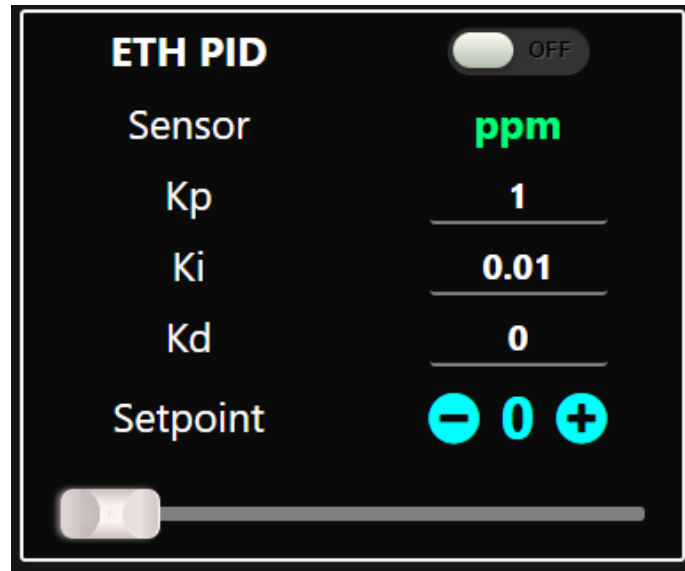 ETH PID OFF
Sensor ppm
Kp 1
Ki 0.01
Kd 0
Setpoint 0